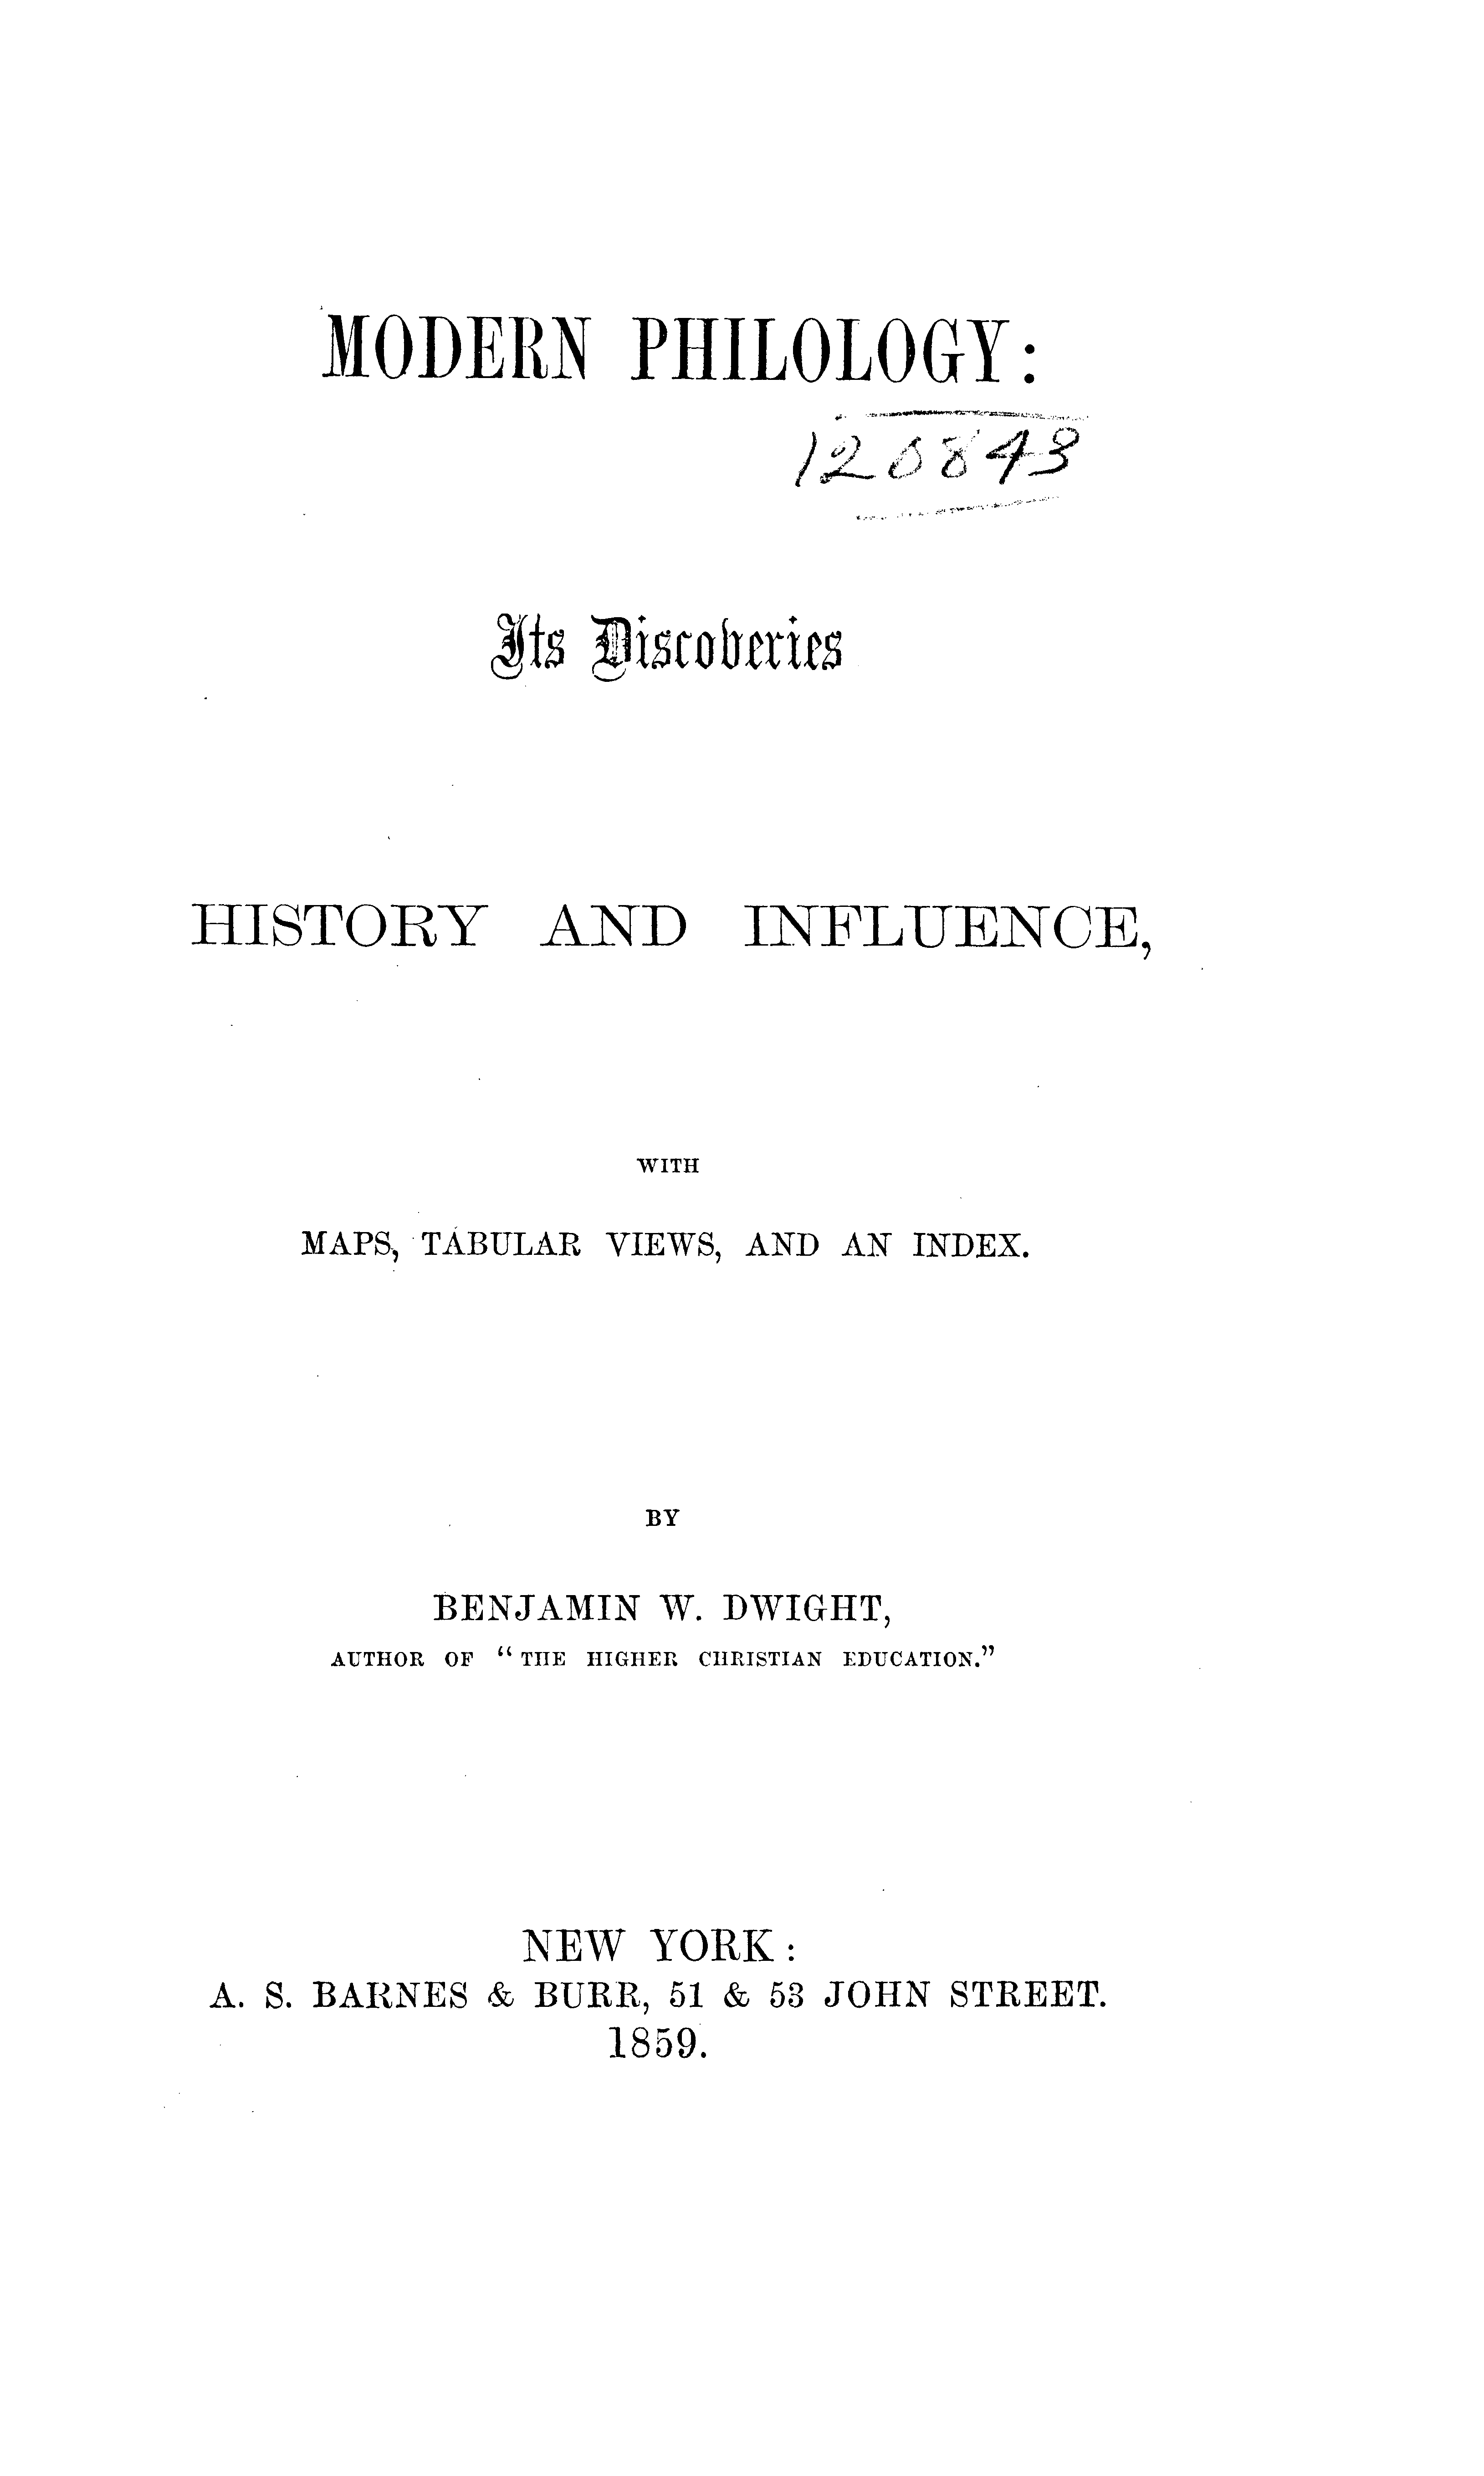 MODERN PHILOLOGY:
120843
Its Discoveries
HISTORY AND INFLUENCE,
WITH
MAPS, TABULAR VIEWS, AND AN INDEX.
BY
BENJAMIN W. DWIGHT,
AUTHOR OF "THE HIGHER CHRISTIAN EDUCATION."
NEW YORK:
A. S. BARNES & BURR, 51 & 53 JOHN STREET.
1859.